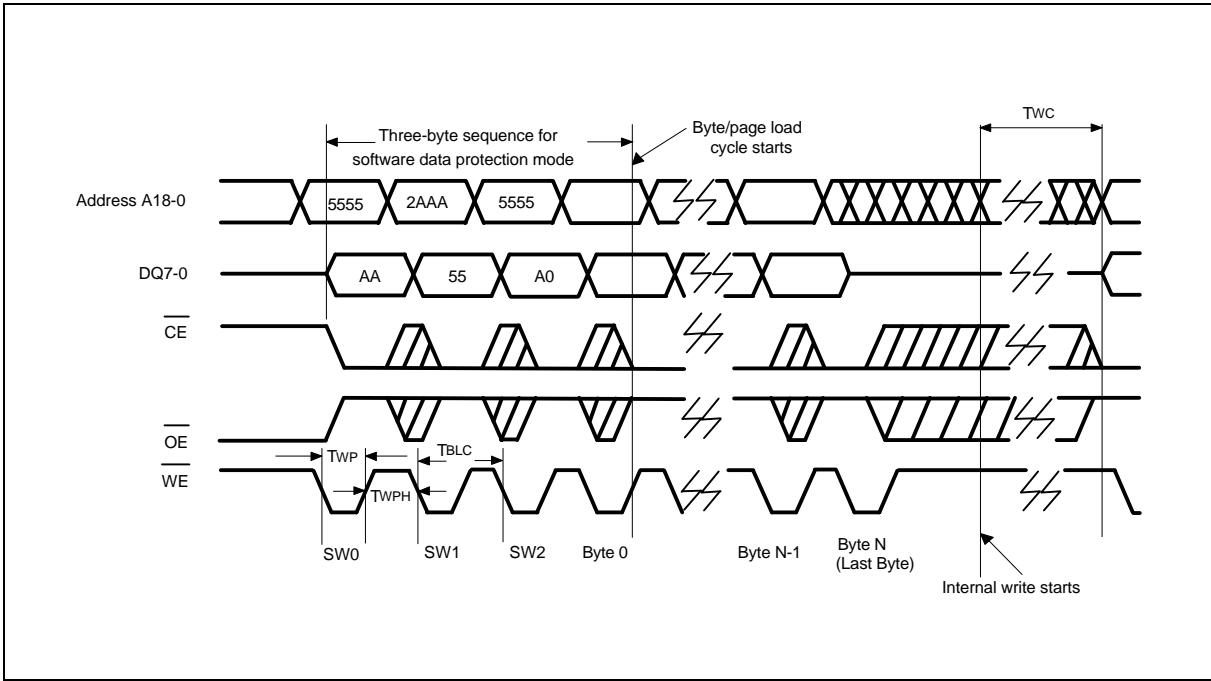 Three-byte sequence for
software data protection mode
Byte/page load
cycle starts
TWC
Address A18-0
5555
2AAA
5555
DQ7-0
AA
55
A0
CE
OE
WE
TWP
TBLC
TWPH
SW0
SW1
SW2
Byte 0
Byte N-1
Byte N
(Last Byte)
Internal write starts